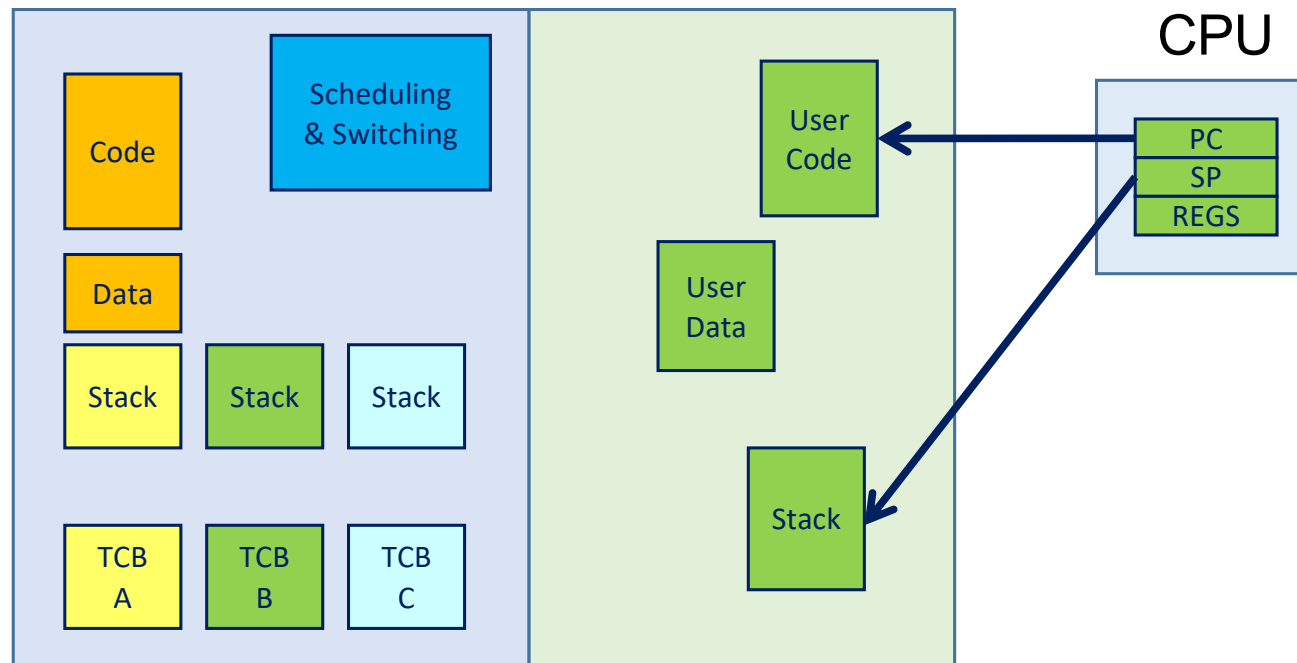 CPU
Scheduling
& Switching
Code
User
Code
PC
SP
REGS
Data
User
Data
Stack
Stack
Stack
Stack
TCB
A
TCB
B
TCB
C